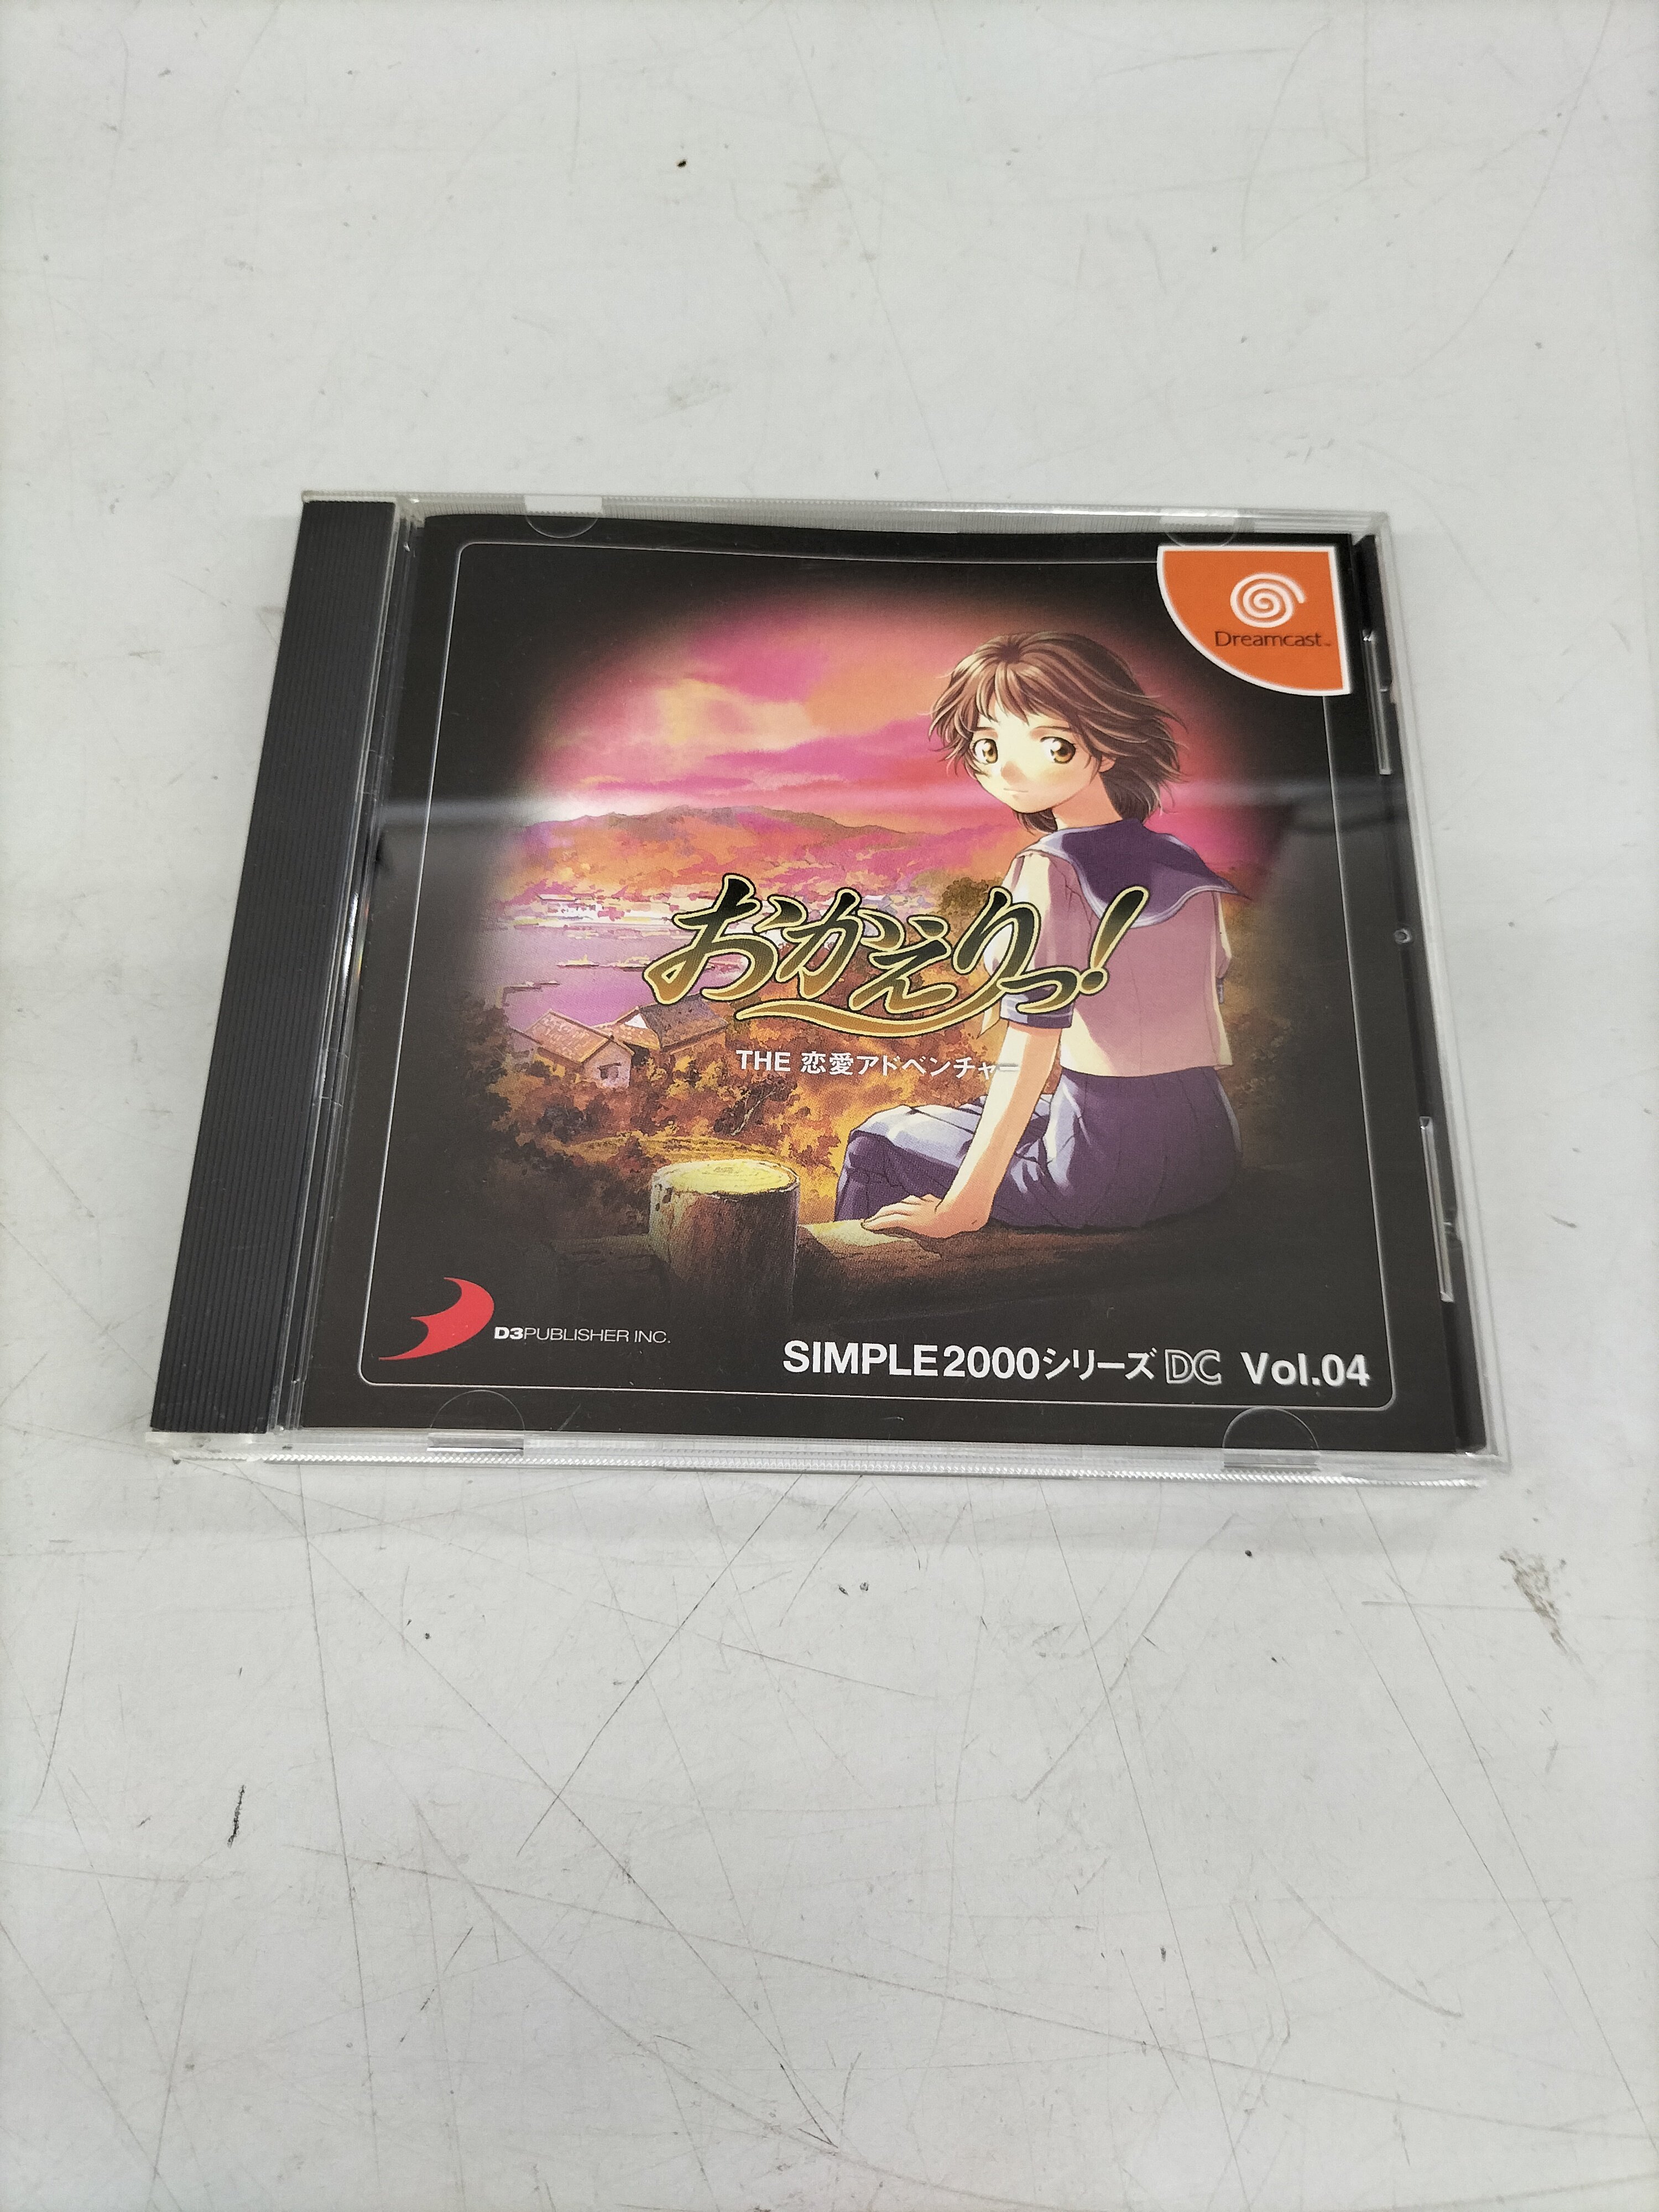 Dreamcast
おかえりっ!
THE 恋愛アドベンチャー
D3PUBLISHER INC.
SIMPLE2000シリーズ DC Vol.04